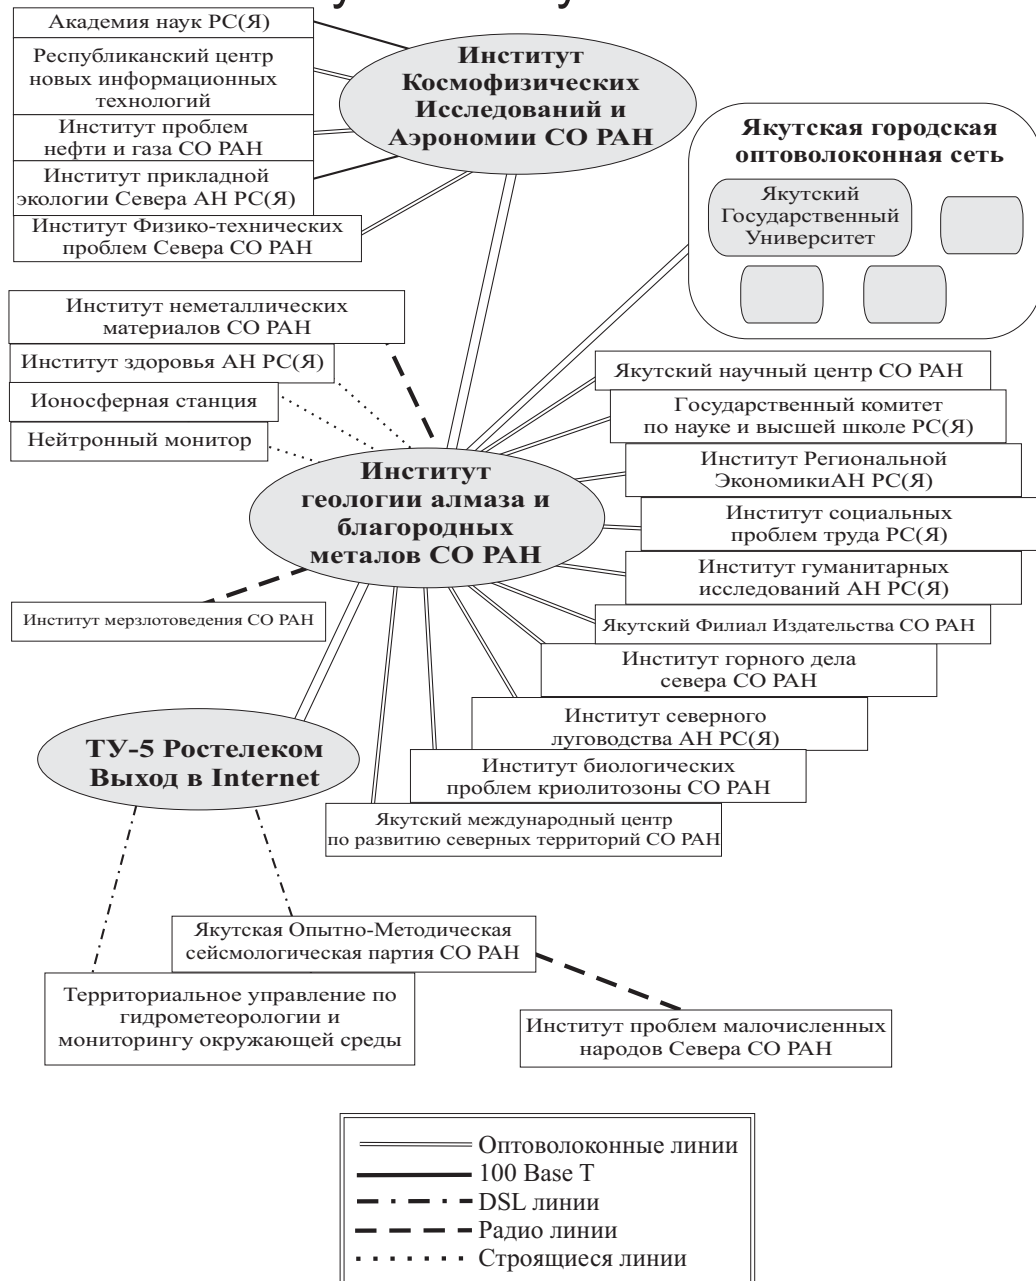 Академия наук РС(Я)
Республиканский центр
новых информационных
технологий
Институт проблем
нефти и газа СО РАН
Институт прикладной
экологии Севера АН РС(Я)
Институт Физико-технических
проблем Севера СО РАН
Институт
Космофизических
Исследований и
Аэрономии СО РАН
Якутская городская
оптоволоконная сеть
Якутский
Государственный
Университет
Институт неметаллических
материалов СО РАН
Институт здоровья АН РС(Я)
Ионосферная станция
Нейтронный монитор
Институт
геологии алмаза и
благородных
металов СО РАН
Якутский научный центр СО РАН
Государственный комитет
по науке и высшей школе РС(Я)
Институт Региональной
ЭкономикиАН РС(Я)
Институт социальных
проблем труда РС(Я)
Институт гуманитарных
исследований АН РС(Я)
Якутский Филиал Издательства СО РАН
Институт горного дела
севера СО РАН
Институт северного
луговодства АН РС(Я)
Институт биологических
проблем криолитозоны СО РАН
Якутский международный центр
по развитию северных территорий СО РАН
Институт мерзлотоведения СО РАН
ТУ-5 Ростелеком
Выход в Internet
Якутская Опытно-Методическая
сейсмологическая партия СО РАН
Территориальное управление по
гидрометеорологии и
мониторингу окружающей среды
Институт проблем малочисленных
народов Севера СО РАН
Оптоволоконные линии
100 Base T
DSL линии
Радио линии
Строящиеся линии